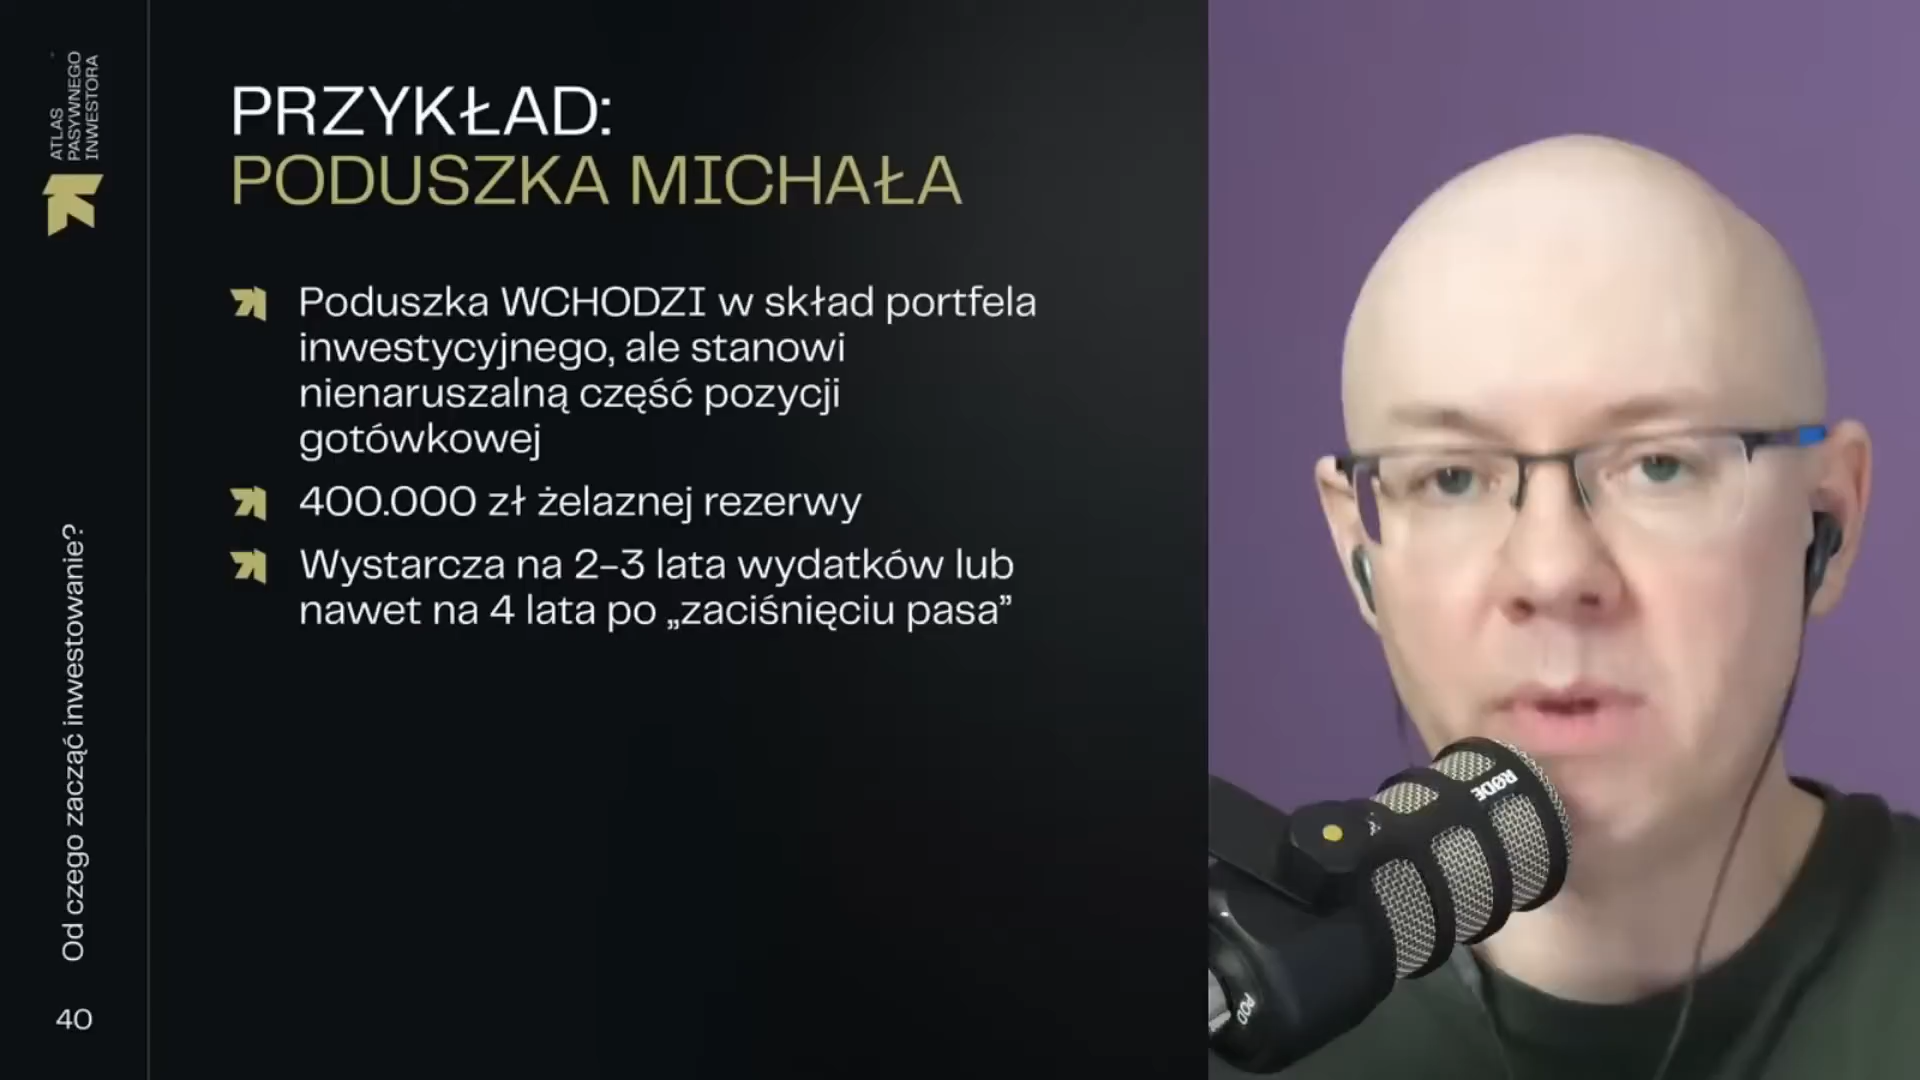 ATLAS
PASYWNEGO
INWESTORA
Od czego zacząć inwestowanie?
40
PRZYKŁAD:
PODUSZKA MICHAŁA
Poduszka WCHODZI w skład portfela
inwestycyjnego, ale stanowi
nienaruszalną część pozycji
gotówkowej
400.000 zł żelaznej rezerwy
Wystarcza na 2–3 lata wydatków lub
nawet na 4 lata po „zaciśnięciu pasa”
RØDE
POD